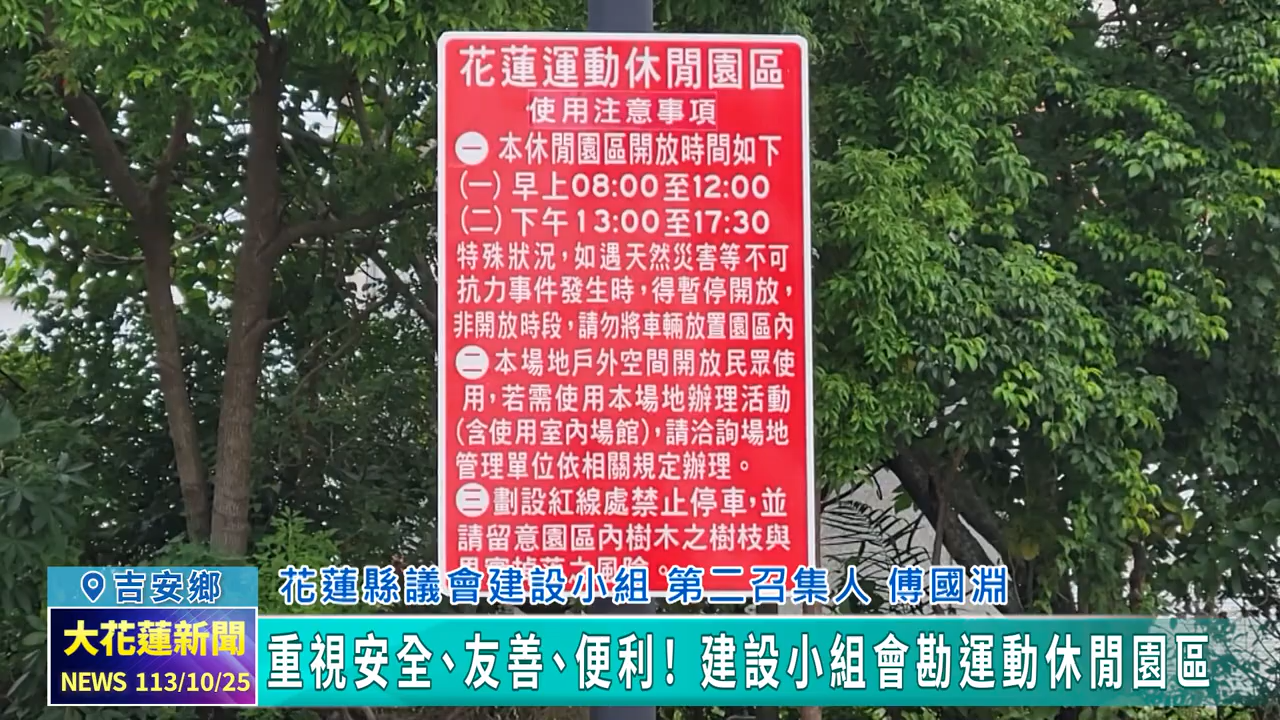 花蓮運動休閒園區
使用注意事項
一 本休閒園區開放時間如下
(一) 早上08:00至12:00
(二) 下午13:00至17:30
特殊狀況，如遇天然災害等不可
抗力事件發生時，得暫停開放，
非開放時段，請勿將車輛放置園區內
二 本場地戶外空間開放民眾使
用，若需使用本場地辦理活動
(含使用室內場館)，請洽詢場地
管理單位依相關規定辦理。
三 劃設紅線處禁止停車，並
請留意園區內樹木之樹枝與
吉安鄉
花蓮縣議會建設小組 第二召集人 傅國淵
大花蓮新聞
NEWS 113/10/25
重視安全、友善、便利！建設小組會勘運動休閒園區